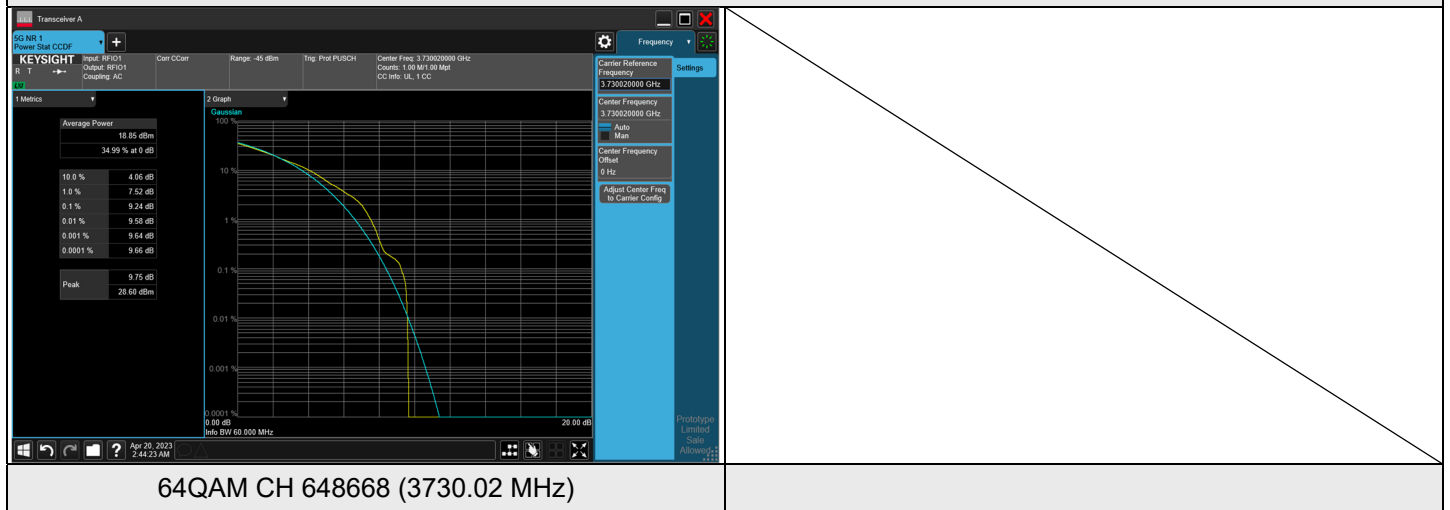 Transceiver A
5G NR 1
Power Stat CCDF
Frequency
KEYSIGHT
R T
LXI
Input: RFIO1
Output: RFIO1
Coupling: AC
Corr CCorr
Range: -45 dBm
Trig: Prot PUSCH
Center Freq: 3.730020000 GHz
Counts: 1.00 M/1.00 Mpt
CC Info: UL, 1 CC
Carrier Reference
Frequency
3.730020000 GHz
Settings
Center Frequency
3.730020000 GHz
Auto
Man
Center Frequency
Offset
0 Hz
Adjust Center Freq
to Carrier Config
1 Metrics
Average Power
18.85 dBm
34.99 % at 0 dB
10.0 % 4.06 dB
1.0 % 7.52 dB
0.1 % 9.24 dB
0.01 % 9.58 dB
0.001 % 9.64 dB
0.0001 % 9.66 dB
Peak
9.75 dB
28.60 dBm
2 Graph
Gaussian
100 %
10 %
1 %
0.1 %
0.01 %
0.001 %
0.0001 %
0.00 dB 20.00 dB
Info BW 60.000 MHz
Prototype
Limited
Sale
Allowed
?
Apr 20, 2023
2:44:23 AM
64QAM CH 648668 (3730.02 MHz)